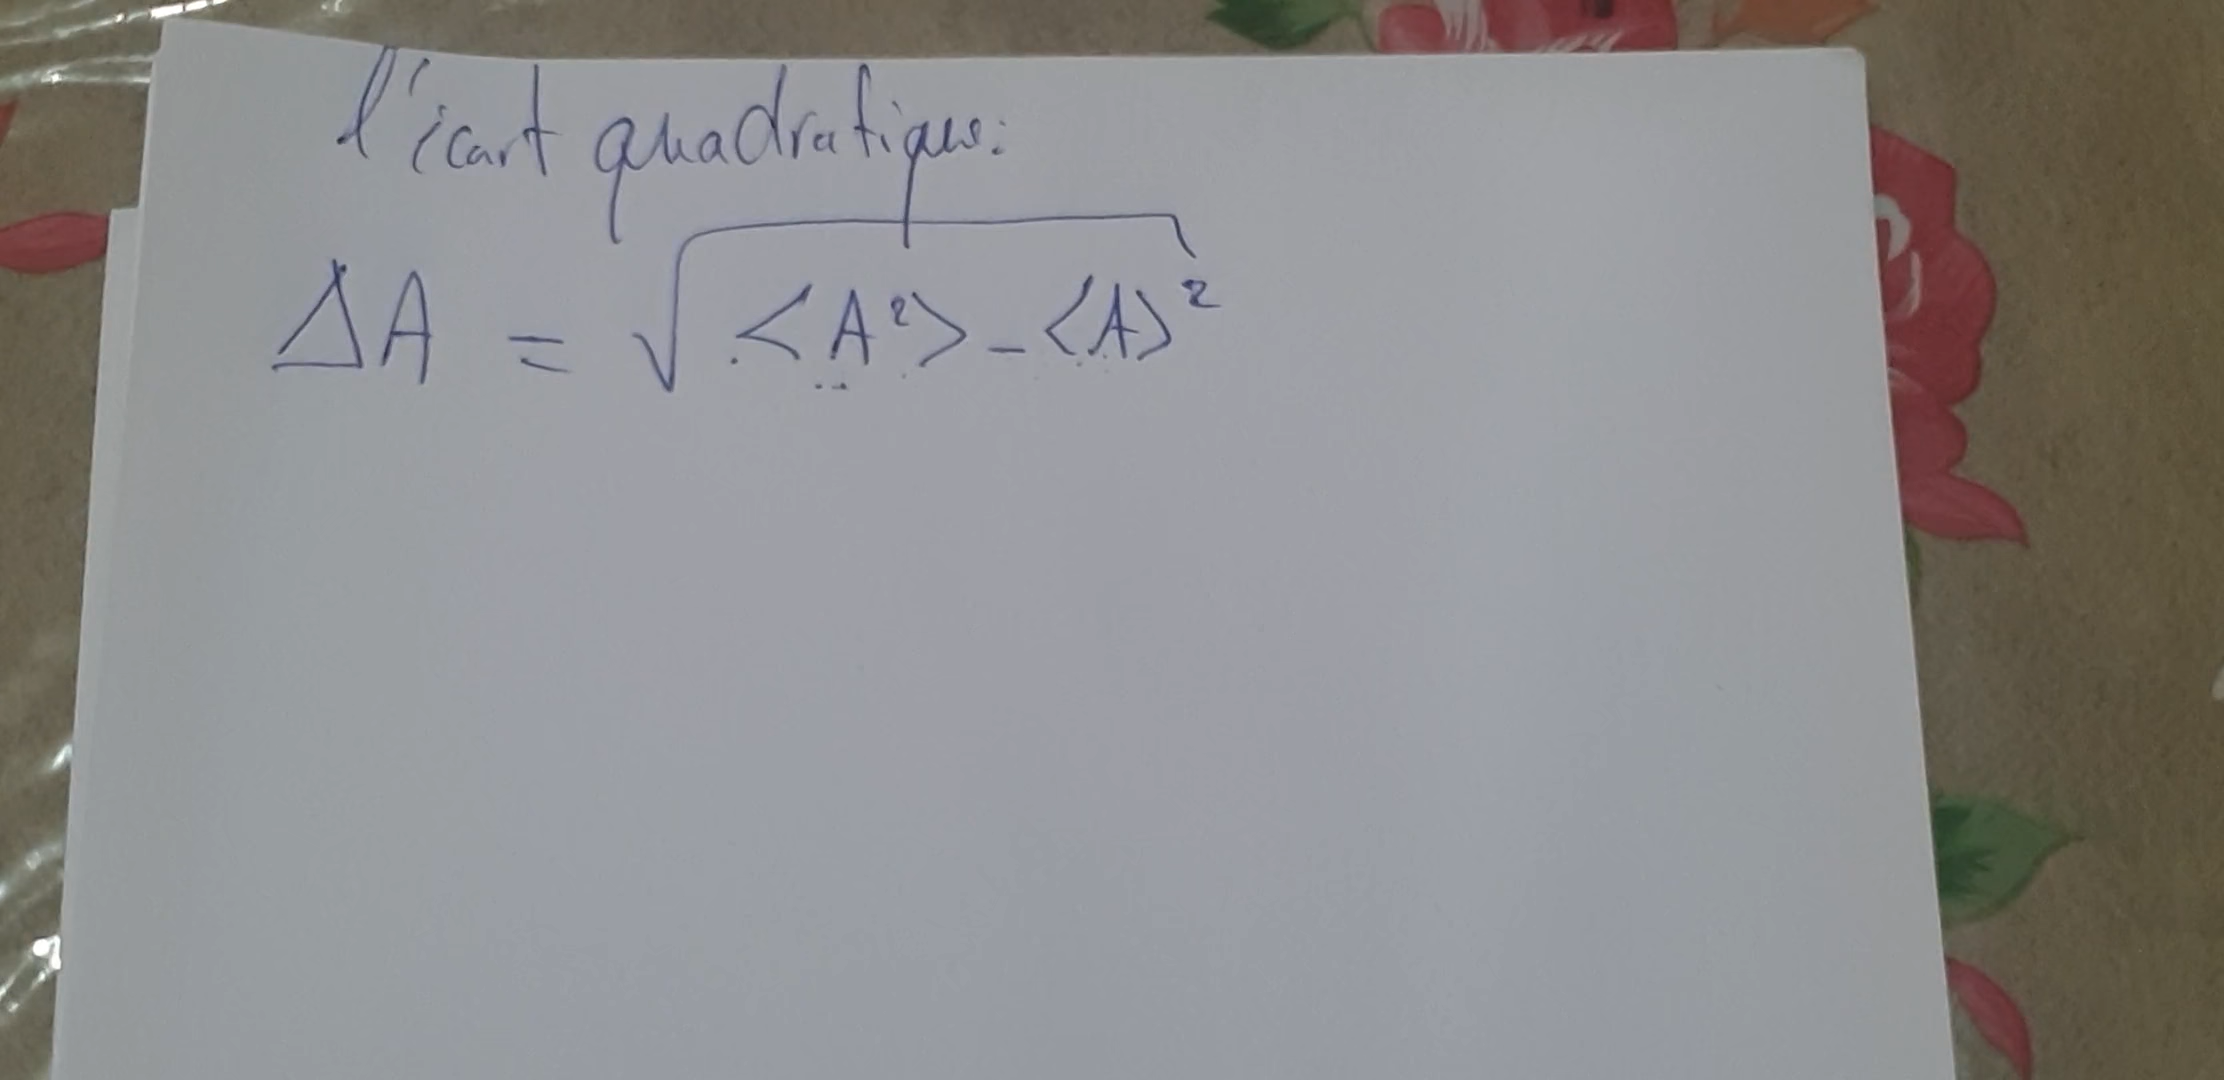 l'écart quadratique:
ΔA = √<A²> - <A>²